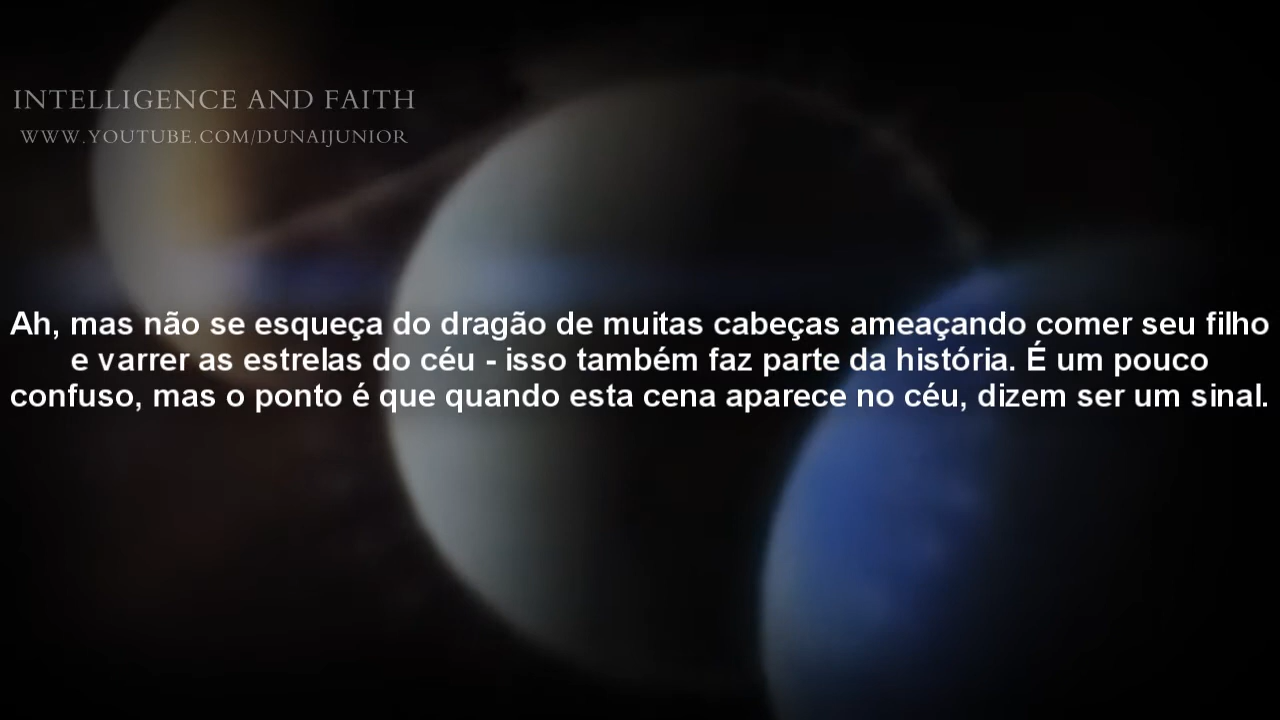 INTELLIGENCE AND FAITH
WWW.YOUTUBE.COM/DUNAIJUNIOR
Ah, mas não se esqueça do dragão de muitas cabeças ameaçando comer seu filho
e varrer as estrelas do céu - isso também faz parte da história. É um pouco
confuso, mas o ponto é que quando esta cena aparece no céu, dizem ser um sinal.